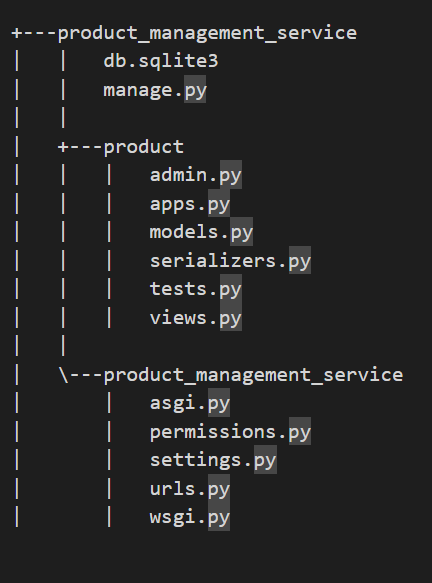 +---product_management_service
|   |   db.sqlite3
|   |   manage.py
|   |
|   +---product
|   |   |   admin.py
|   |   |   apps.py
|   |   |   models.py
|   |   |   serializers.py
|   |   |   tests.py
|   |   |   views.py
|   |
|   \---product_management_service
|       |   asgi.py
|       |   permissions.py
|       |   settings.py
|       |   urls.py
|       |   wsgi.py